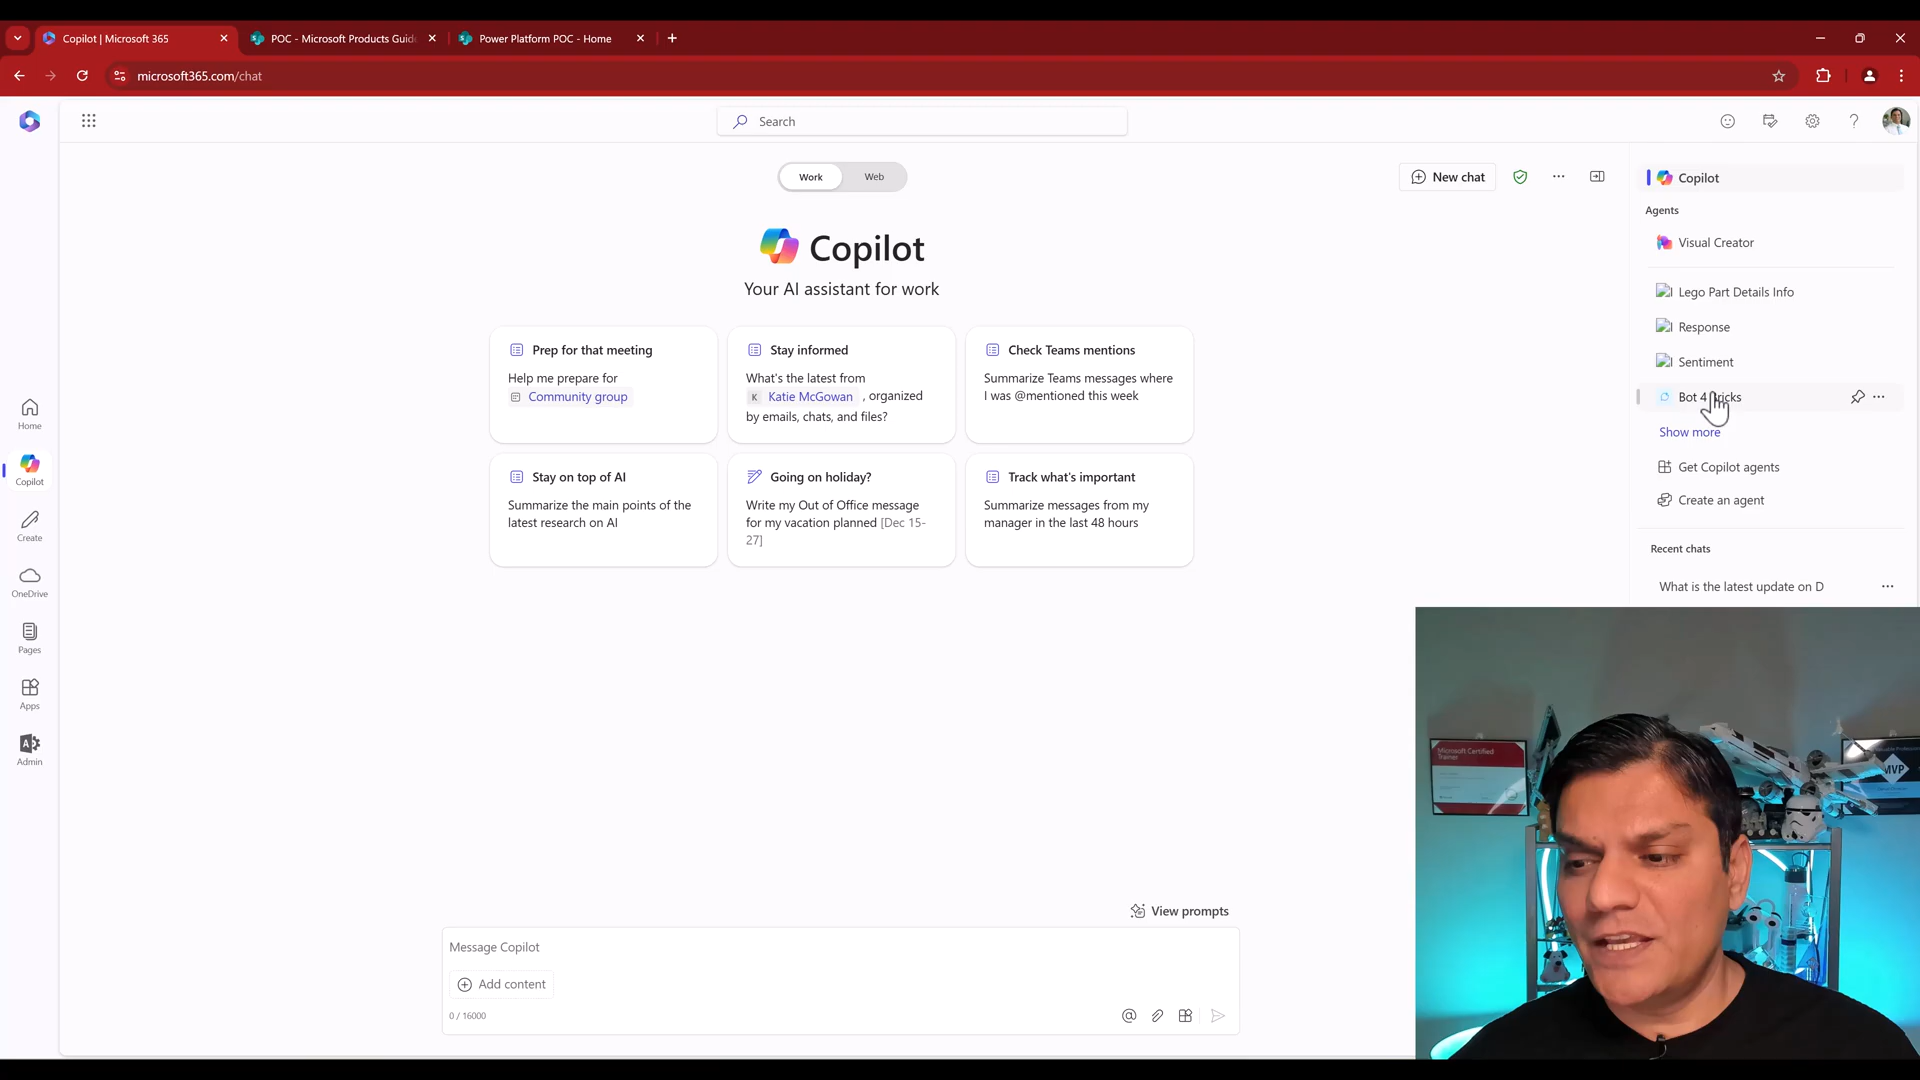 Copilot | Microsoft 365
POC - Microsoft Products Guid
Power Platform POC - Home
microsoft365.com/chat
Search
Work
Web
New chat
Copilot
Your AI assistant for work
Prep for that meeting
Help me prepare for
Community group
Stay informed
What's the latest from
K Katie McGowan , organized
by emails, chats, and files?
Check Teams mentions
Summarize Teams messages where
I was @mentioned this week
Stay on top of AI
Summarize the main points of the
latest research on AI
Going on holiday?
Write my Out of Office message
for my vacation planned [Dec 15-
27]
Track what's important
Summarize messages from my
manager in the last 48 hours
View prompts
Message Copilot
Add content
0 / 16000
Home
Copilot
Create
OneDrive
Pages
Apps
Admin
Copilot
Agents
Visual Creator
Lego Part Details Info
Response
Sentiment
Bot 4 Tricks
Show more
Get Copilot agents
Create an agent
Recent chats
What is the latest update on D
Microsoft Certified
Trainer
MVP